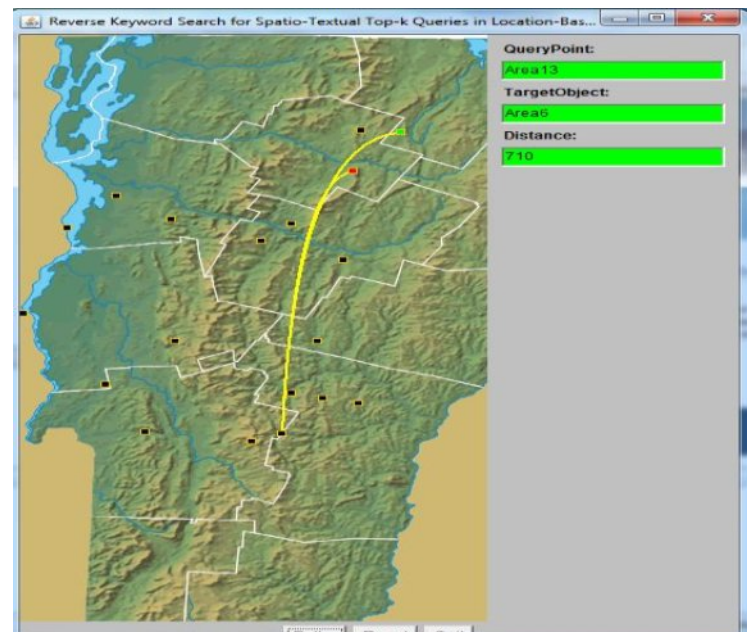 Reverse Keyword Search for Spatio-Textual Top-k Queries in Location-Bas...
QueryPoint:
Area13
TargetObject:
Area6
Distance:
710